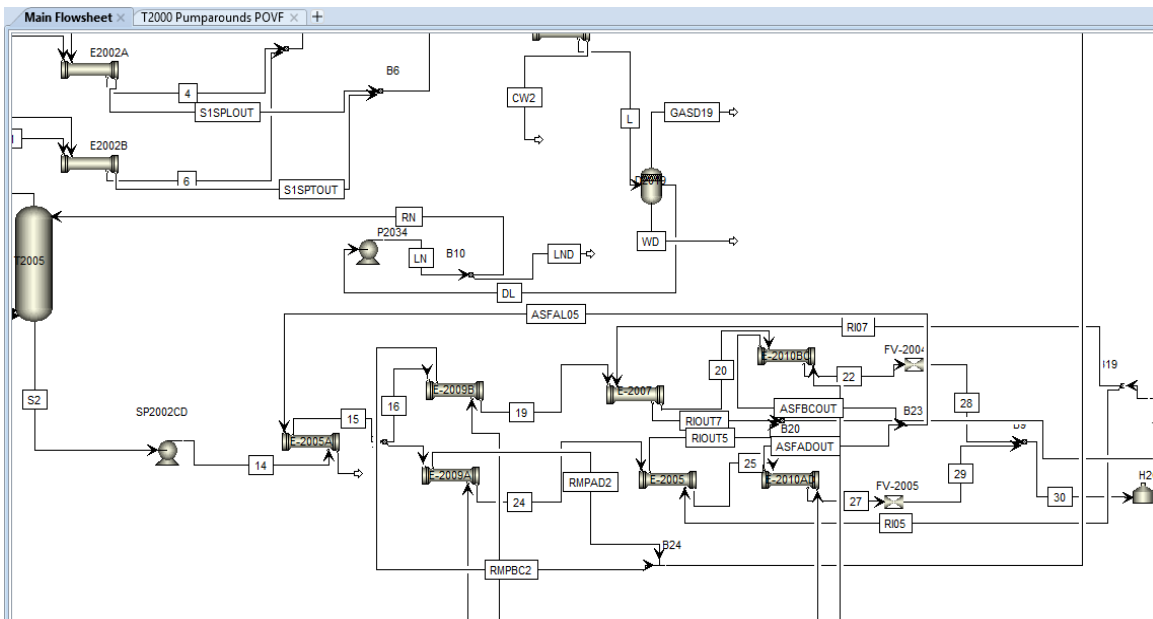 Main Flowsheet
T2000 Pumparounds POVF
E2002A
4
S1SPLOUT
B6
CW2
GASD19
L
E2002B
6
S1SPTOUT
WD
RN
P2034
LN
B10
LND
T2005
DL
ASFAL05
RI07
E-2010BC
FV-2004
20
22
E-2009B
16
19
E-2007
ASFBCOUT
28
S2
SP2002CD
15
E-2005A
RIOUT7
B23
B20
RIOUT5
ASFADOUT
14
E-2009A
24
RMPAD2
E-2005
25
E-2010AD
27
FV-2005
29
30
RI05
B24
RMPBC2